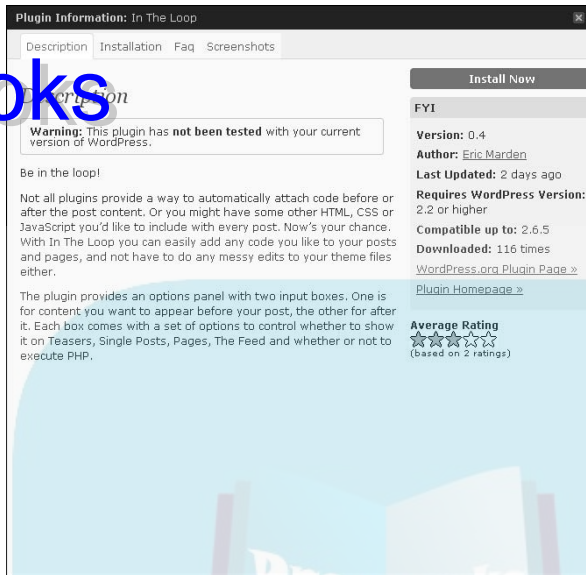 Plugin Information: In The Loop
Description Installation Faq Screenshots
oks
Description
Warning: This plugin has not been tested with your current
version of WordPress.
Be in the loop!
Not all plugins provide a way to automatically attach code before or
after the post content. Or you might have some other HTML, CSS or
JavaScript you'd like to include with every post. Now's your chance.
With In The Loop you can easily add any code you like to your posts
and pages, and not have to do any messy edits to your theme files
either.
The plugin provides an options panel with two input boxes. One is
for content you want to appear before your post, the other for after
it. Each box comes with a set of options to control whether to show
it on Teasers, Single Posts, Pages, The Feed and whether or not to
execute PHP.
Install Now
FYI
Version: 0.4
Author: Eric Marden
Last Updated: 2 days ago
Requires WordPress Version:
2.2 or higher
Compatible up to: 2.6.5
Downloaded: 116 times
WordPress.org Plugin Page »
Plugin Homepage »
Average Rating
(based on 2 ratings)